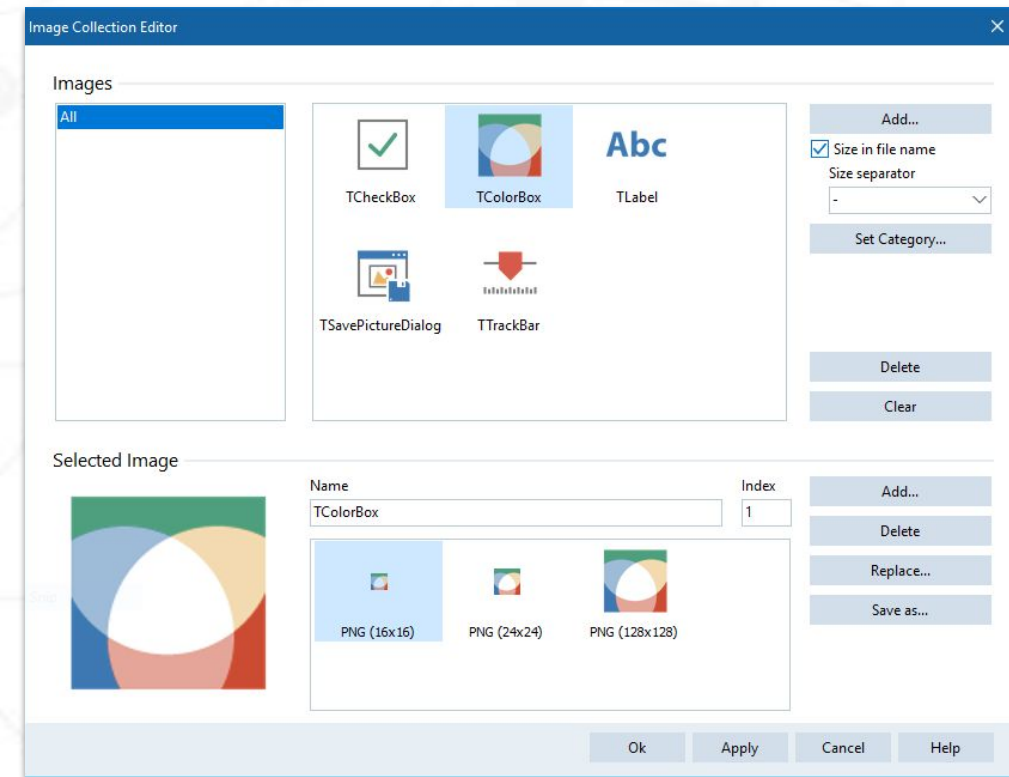 Image Collection Editor
Images
All
TCheckBox
TColorBox
Abc
TLabel
TSavePictureDialog
TTrackBar
Add...
Size in file name
Size separator
-
Set Category...
Delete
Clear
Selected Image
Name
Index
TColorBox
1
PNG (16x16)
PNG (24x24)
PNG (128x128)
Add...
Delete
Replace...
Save as...
Ok
Apply
Cancel
Help